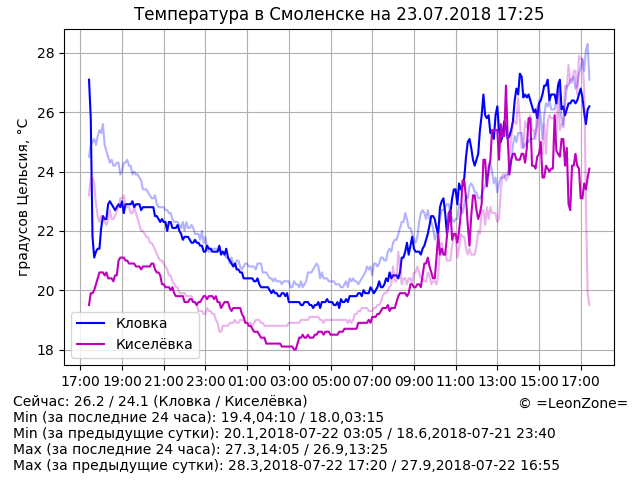 Температура в Смоленске на 23.07.2018 17:25
градусов Цельсия, °C
28
26
24
22
20
18
Кловка
Киселёвка
17:00 19:00 21:00 23:00 01:00 03:00 05:00 07:00 09:00 11:00 13:00 15:00 17:00
Сейчас: 26.2 / 24.1 (Кловка / Киселёвка)
© =LeonZone=
Min (за последние 24 часа): 19.4,04:10 / 18.0,03:15
Min (за предыдущие сутки): 20.1,2018-07-22 03:05 / 18.6,2018-07-21 23:40
Max (за последние 24 часа): 27.3,14:05 / 26.9,13:25
Max (за предыдущие сутки): 28.3,2018-07-22 17:20 / 27.9,2018-07-22 16:55